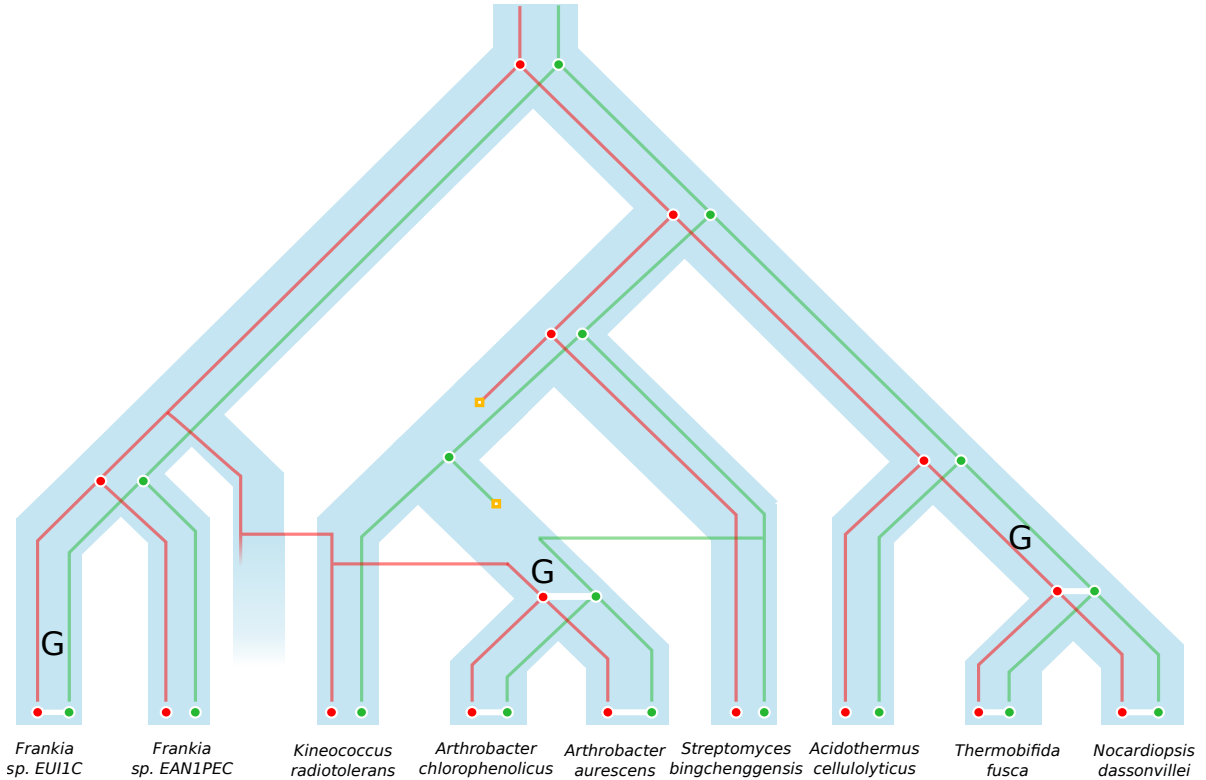 G
G
G
Frankia
sp. EUI1C
Frankia
sp. EAN1PEC
Kineococcus
radiotolerans
Arthrobacter
chlorophenolicus
Arthrobacter
aurescens
Streptomyces
bingchenggensis
Acidothermus
cellulolyticus
Thermobifida
fusca
Nocardiopsis
dassonvillei